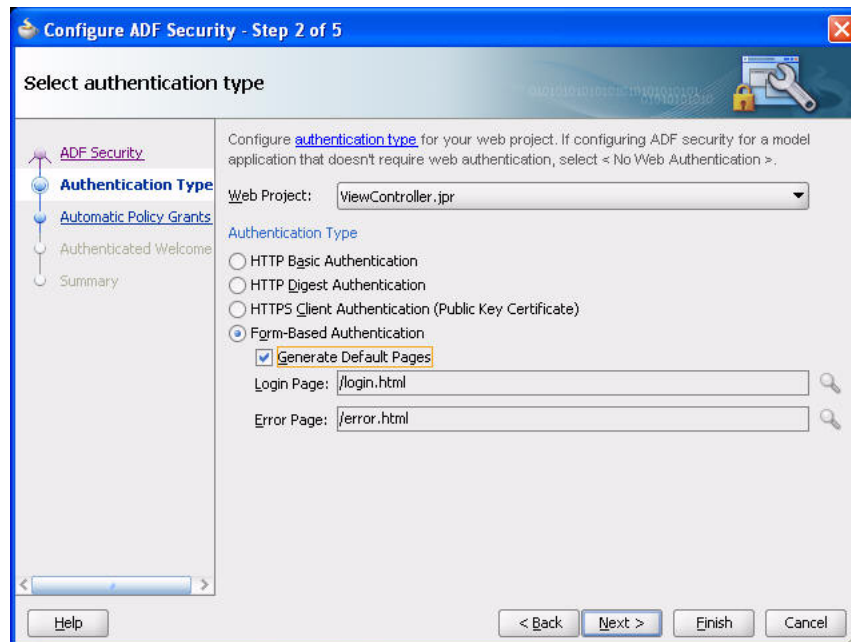 Configure ADF Security - Step 2 of 5
Select authentication type
ADF Security
Authentication Type
Automatic Policy Grants
Authenticated Welcome
Summary
Configure authentication type for your web project. If configuring ADF security for a model
application that doesn't require web authentication, select < No Web Authentication >.
Web Project: ViewController.jpr
Authentication Type
HTTP Basic Authentication
HTTP Digest Authentication
HTTPS Client Authentication (Public Key Certificate)
Form-Based Authentication
Generate Default Pages
Login Page: /login.html
Error Page: /error.html
Help
< Back
Next >
Finish
Cancel